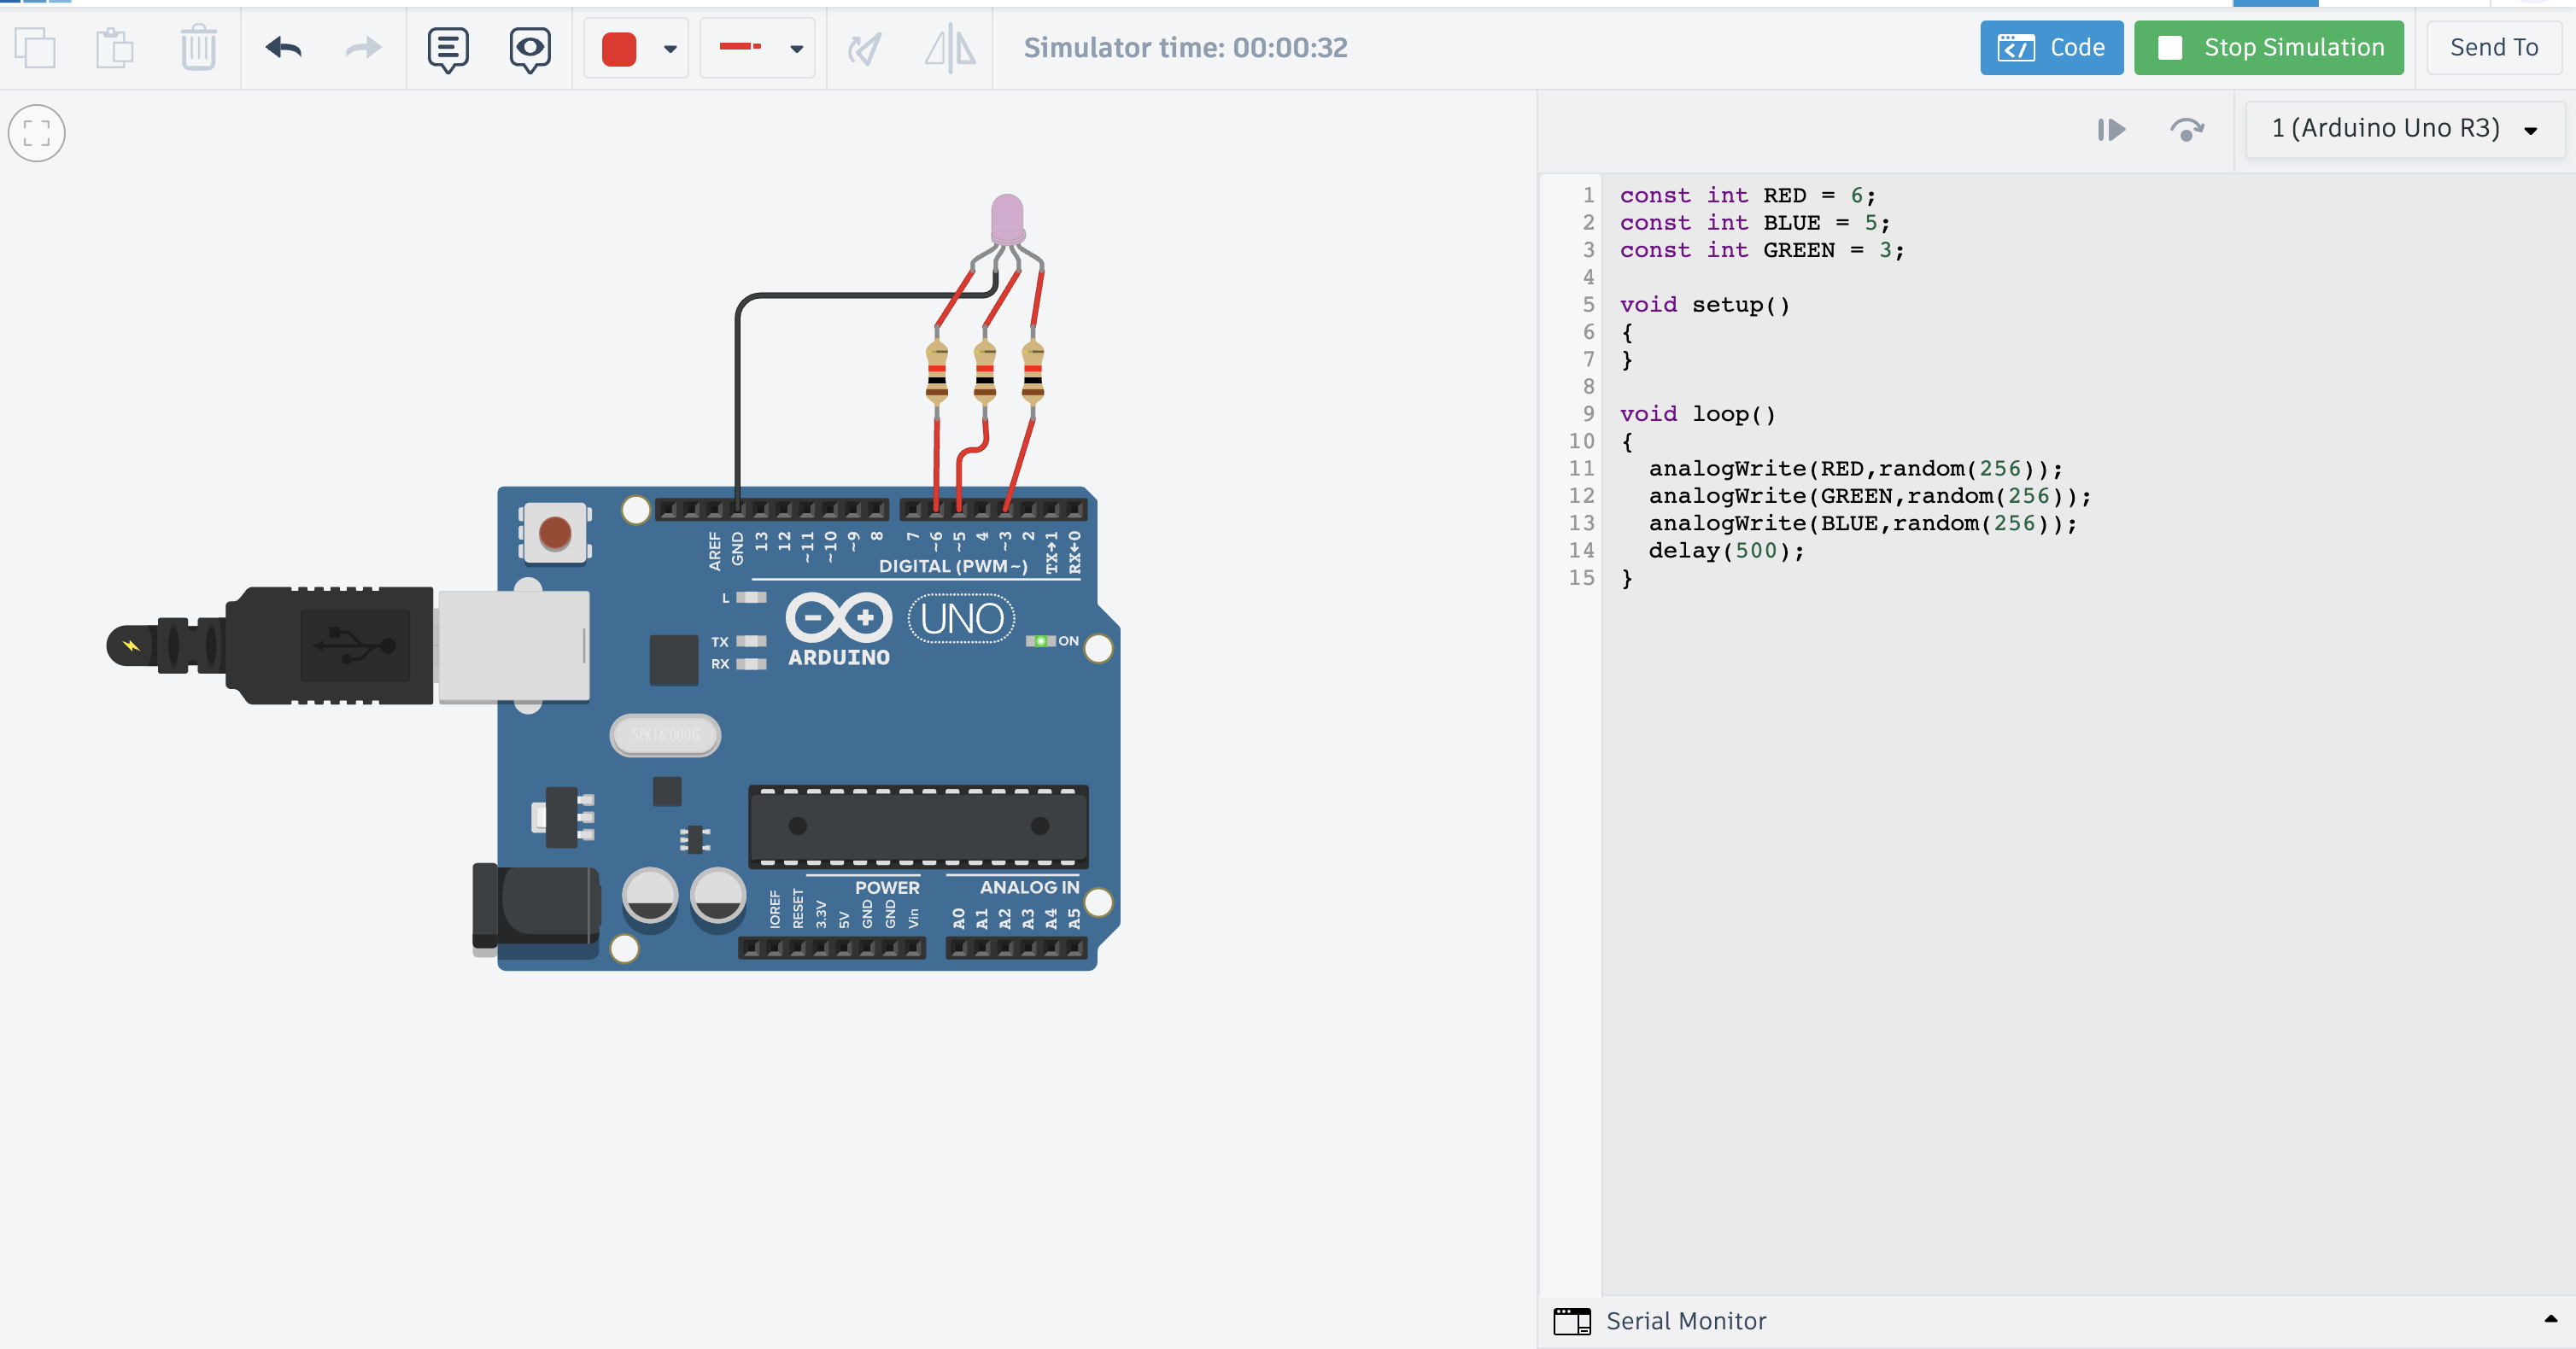 Simulator time: 00:00:32
Code
Stop Simulation
Send To
1 (Arduino Uno R3)
1 const int RED = 6;
2 const int BLUE = 5;
3 const int GREEN = 3;
4
5 void setup()
6 {
7 }
8
9 void loop()
10 {
11 analogWrite(RED,random(256));
12 analogWrite(GREEN,random(256));
13 analogWrite(BLUE,random(256));
14 delay(500);
15 }
AREF GND 13 12 ~11 ~10 ~9 8 7 ~6 ~5 4 ~3 2 TX→1 RX←0
DIGITAL (PWM~)
L
TX
RX
UNO
ON
ARDUINO
SPK16.000G
POWER
ANALOG IN
IOREF RESET 3.3V 5V GND GND Vin A0 A1 A2 A3 A4 A5
Serial Monitor